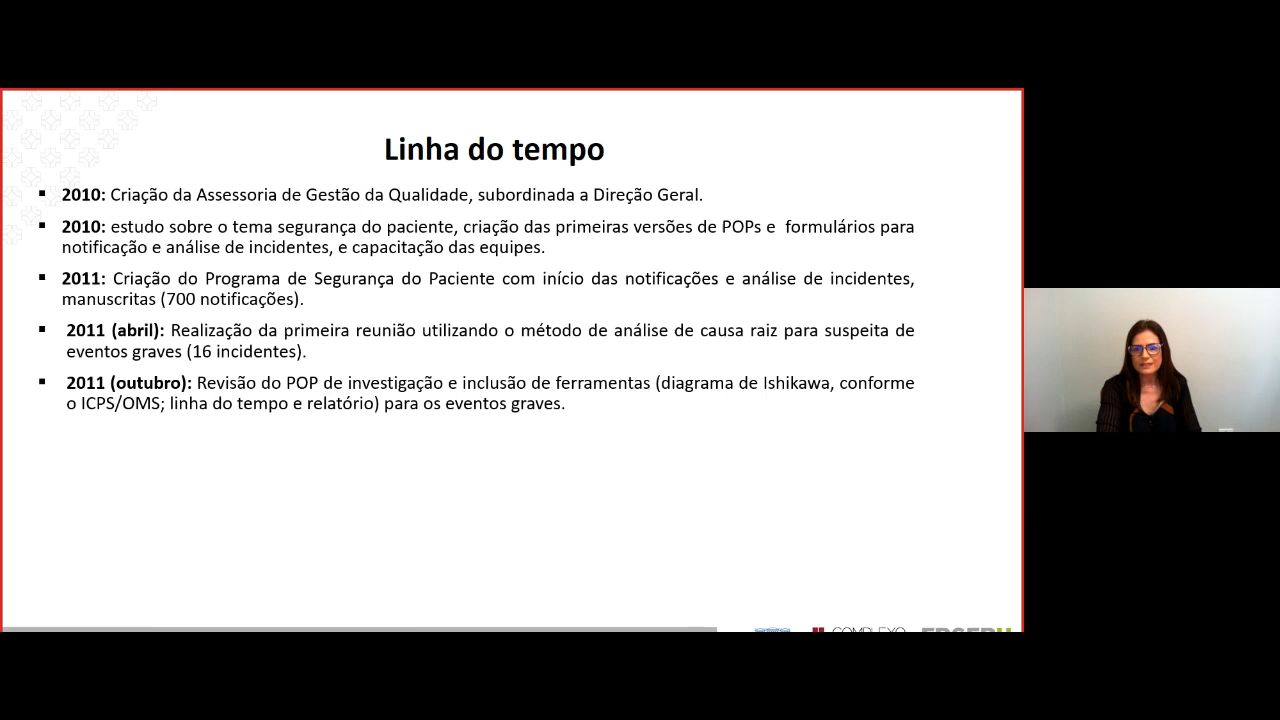 Linha do tempo
▪ 2010: Criação da Assessoria de Gestão da Qualidade, subordinada a Direção Geral.
▪ 2010: estudo sobre o tema segurança do paciente, criação das primeiras versões de POPs e formulários para
notificação e análise de incidentes, e capacitação das equipes.
▪ 2011: Criação do Programa de Segurança do Paciente com início das notificações e análise de incidentes,
manuscritas (700 notificações).
▪ 2011 (abril): Realização da primeira reunião utilizando o método de análise de causa raiz para suspeita de
eventos graves (16 incidentes).
▪ 2011 (outubro): Revisão do POP de investigação e inclusão de ferramentas (diagrama de Ishikawa, conforme
o ICPS/OMS; linha do tempo e relatório) para os eventos graves.
COMPLEXO
EBSERH